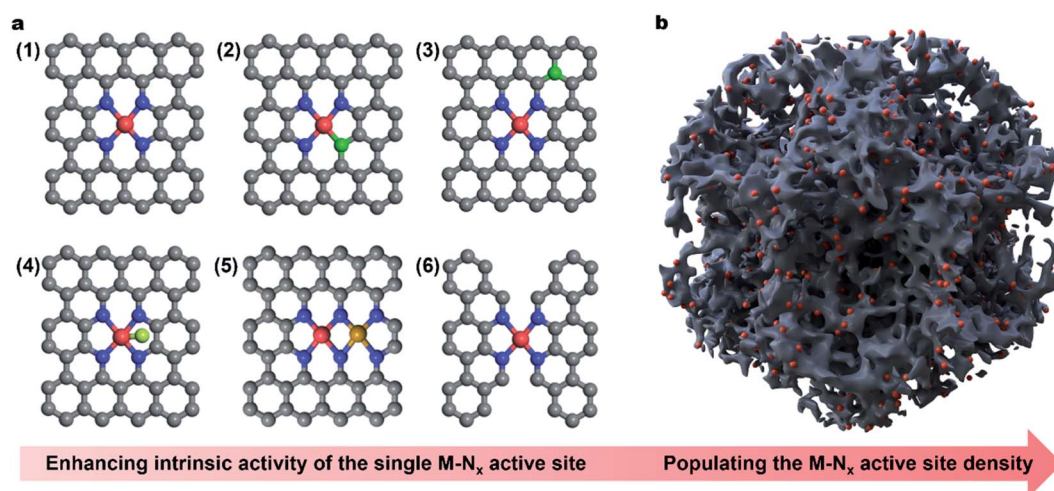 a
b
(1)
(2)
(3)
(4)
(5)
(6)
Enhancing intrinsic activity of the single M-Nx active site
Populating the M-Nx active site density